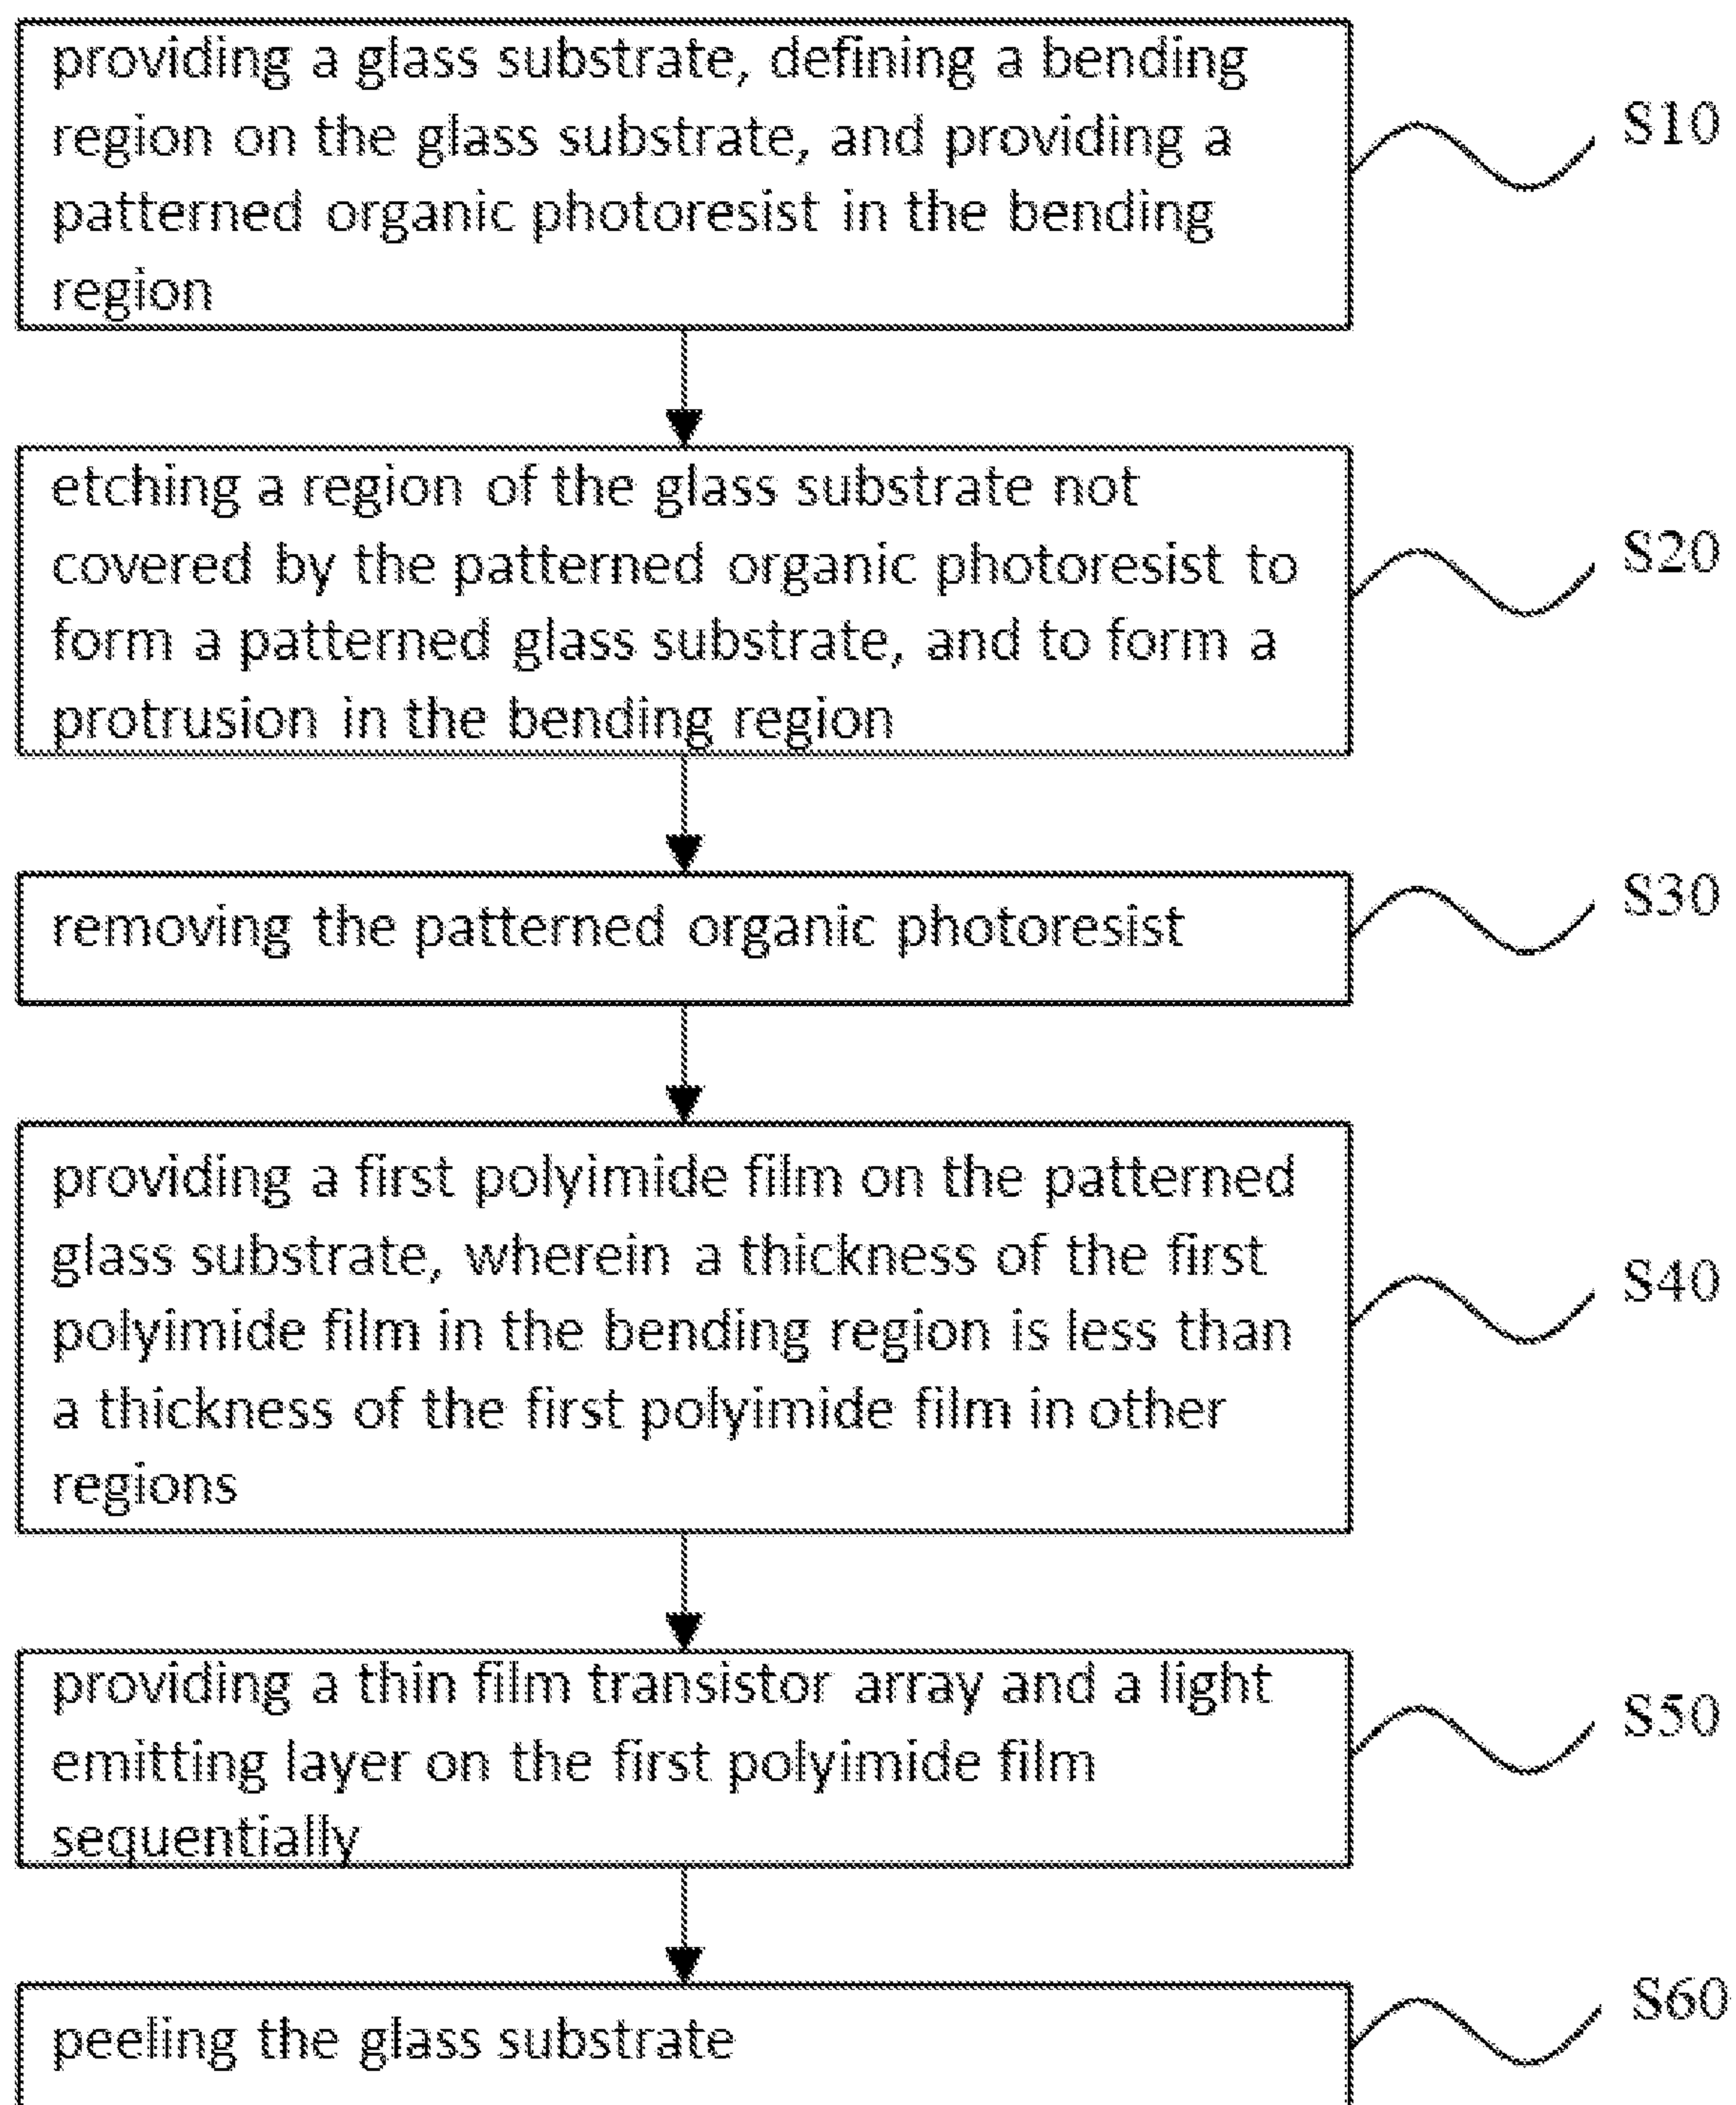 providing a glass substrate, defining a bending
region on the glass substrate, and providing a
patterned organic photoresist in the bending
region
S10
etching a region of the glass substrate not
covered by the patterned organic photoresist to
form a patterned glass substrate, and to form a
protrusion in the bending region
S20
removing the patterned organic photoresist
S30
providing a first polyimide film on the patterned
glass substrate, wherein a thickness of the first
polyimide film in the bending region is less than
a thickness of the first polyimide film in other
regions
S40
providing a thin film transistor array and a light
emitting layer on the first polyimide film
sequentially
S50
peeling the glass substrate
S60